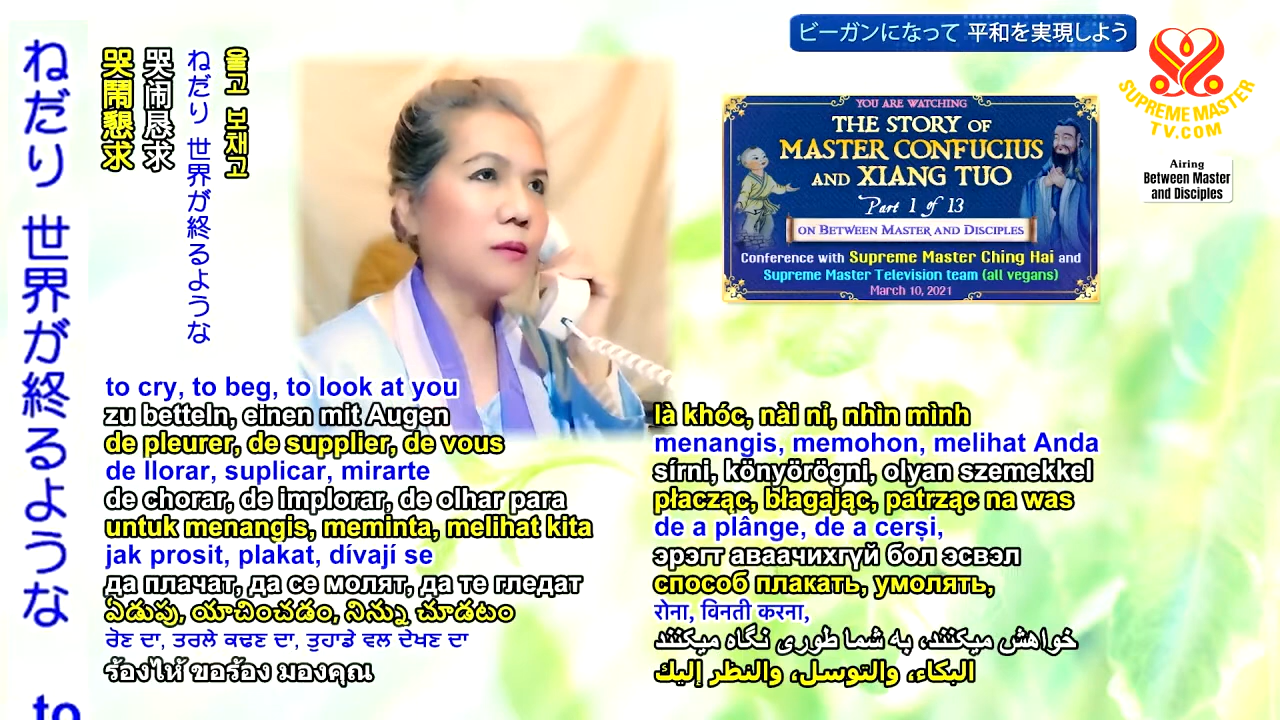 ビーガンになって 平和を実現しよう
SUPREME MASTER
TV.COM
Airing
Between Master
and Disciples
YOU ARE WATCHING
THE STORY OF
MASTER CONFUCIUS
AND XIANG TUO
Part 1 of 13
ON BETWEEN MASTER AND DISCIPLES
Conference with Supreme Master Ching Hai and
Supreme Master Television team (all vegans)
March 10, 2021
ねだり 世界が終るような
to
哭鬧懇求
哭闹恳求
ねだり 世界が終るような
울고 보채고
to cry, to beg, to look at you
zu betteln, einen mit Augen
de pleurer, de supplier, de vous
de llorar, suplicar, mirarte
de chorar, de implorar, de olhar para
untuk menangis, meminta, melihat kita
jak prosit, plakat, dívají se
да плачат, да се молят, да те гледат
ఏడుపు, యాచించడం, నిన్ను చూడటం
ਰੋਣ ਦਾ, ਤਰਲੇ ਕਢਣ ਦਾ, ਤੁਹਾਡੇ ਵਲ ਦੇਖਣ ਦਾ
ร้องไห้ ขอร้อง มองคุณ
là khóc, nài nỉ, nhìn mình
menangis, memohon, melihat Anda
sírni, könyörögni, olyan szemekkel
płacząc, błagając, patrząc na was
de a plânge, de a cerși,
эрэгт аваачихгүй бол эсвэл
способ плакать, умолять,
रोना, विनती करना,
خواهش میکنند، به شما طوری نگاه میکنند
البكاء، والتوسل، والنظر إليك